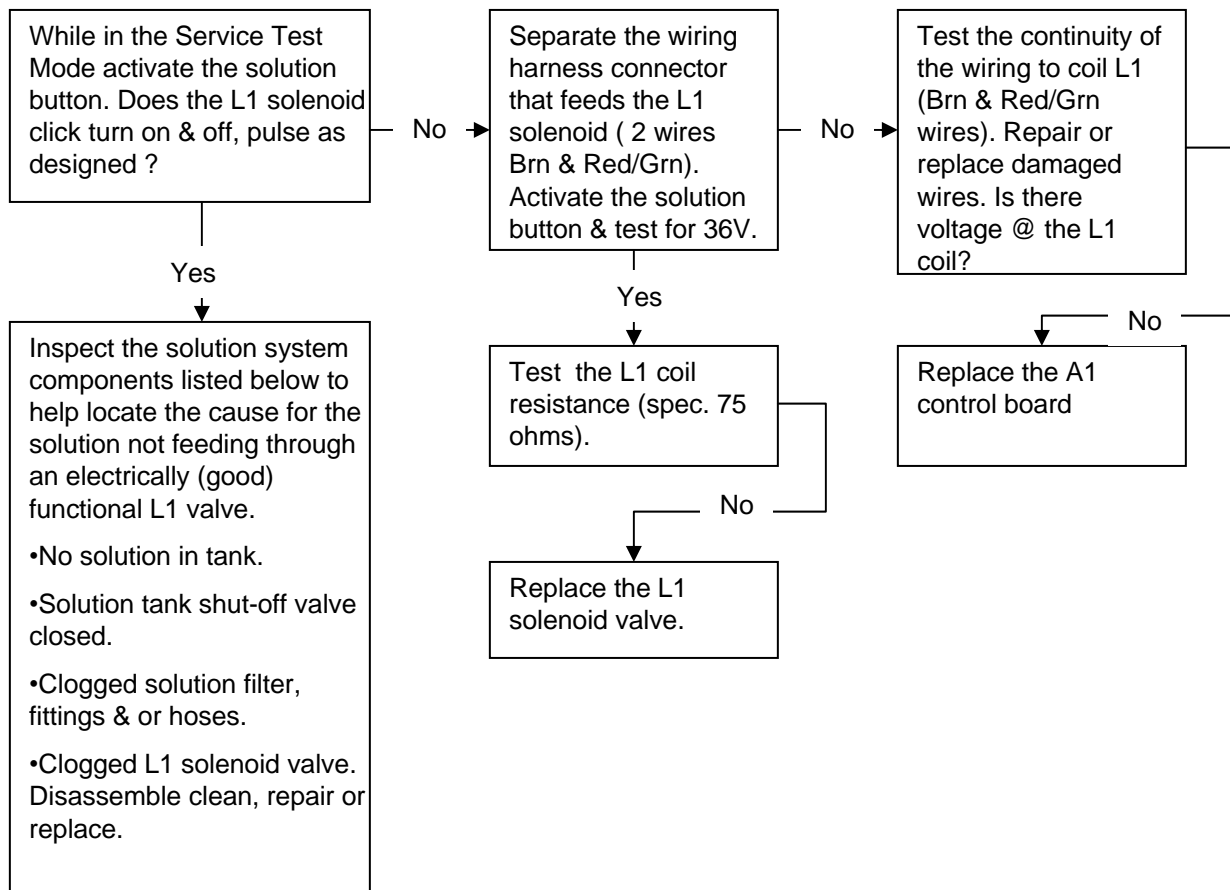 While in the Service Test
Mode activate the solution
button. Does the L1 solenoid
click turn on & off, pulse as
designed ?
No
Separate the wiring
harness connector
that feeds the L1
solenoid ( 2 wires
Brn & Red/Grn).
Activate the solution
button & test for 36V.
No
Test the continuity of
the wiring to coil L1
(Brn & Red/Grn
wires). Repair or
replace damaged
wires. Is there
voltage @ the L1
coil?
Yes
Inspect the solution system
components listed below to
help locate the cause for the
solution not feeding through
an electrically (good)
functional L1 valve.
•No solution in tank.
•Solution tank shut-off valve
closed.
•Clogged solution filter,
fittings & or hoses.
•Clogged L1 solenoid valve.
Disassemble clean, repair or
replace.
Yes
Test  the L1 coil
resistance (spec. 75
ohms).
No
Replace the L1
solenoid valve.
No
Replace the A1
control board